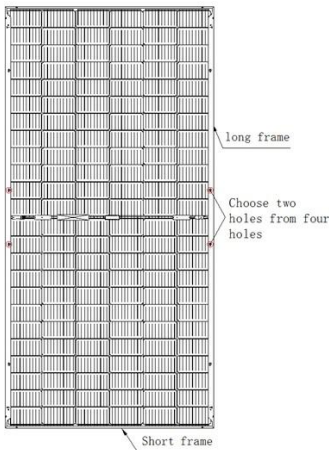 long frame
Choose two
holes from four
holes
Short frame